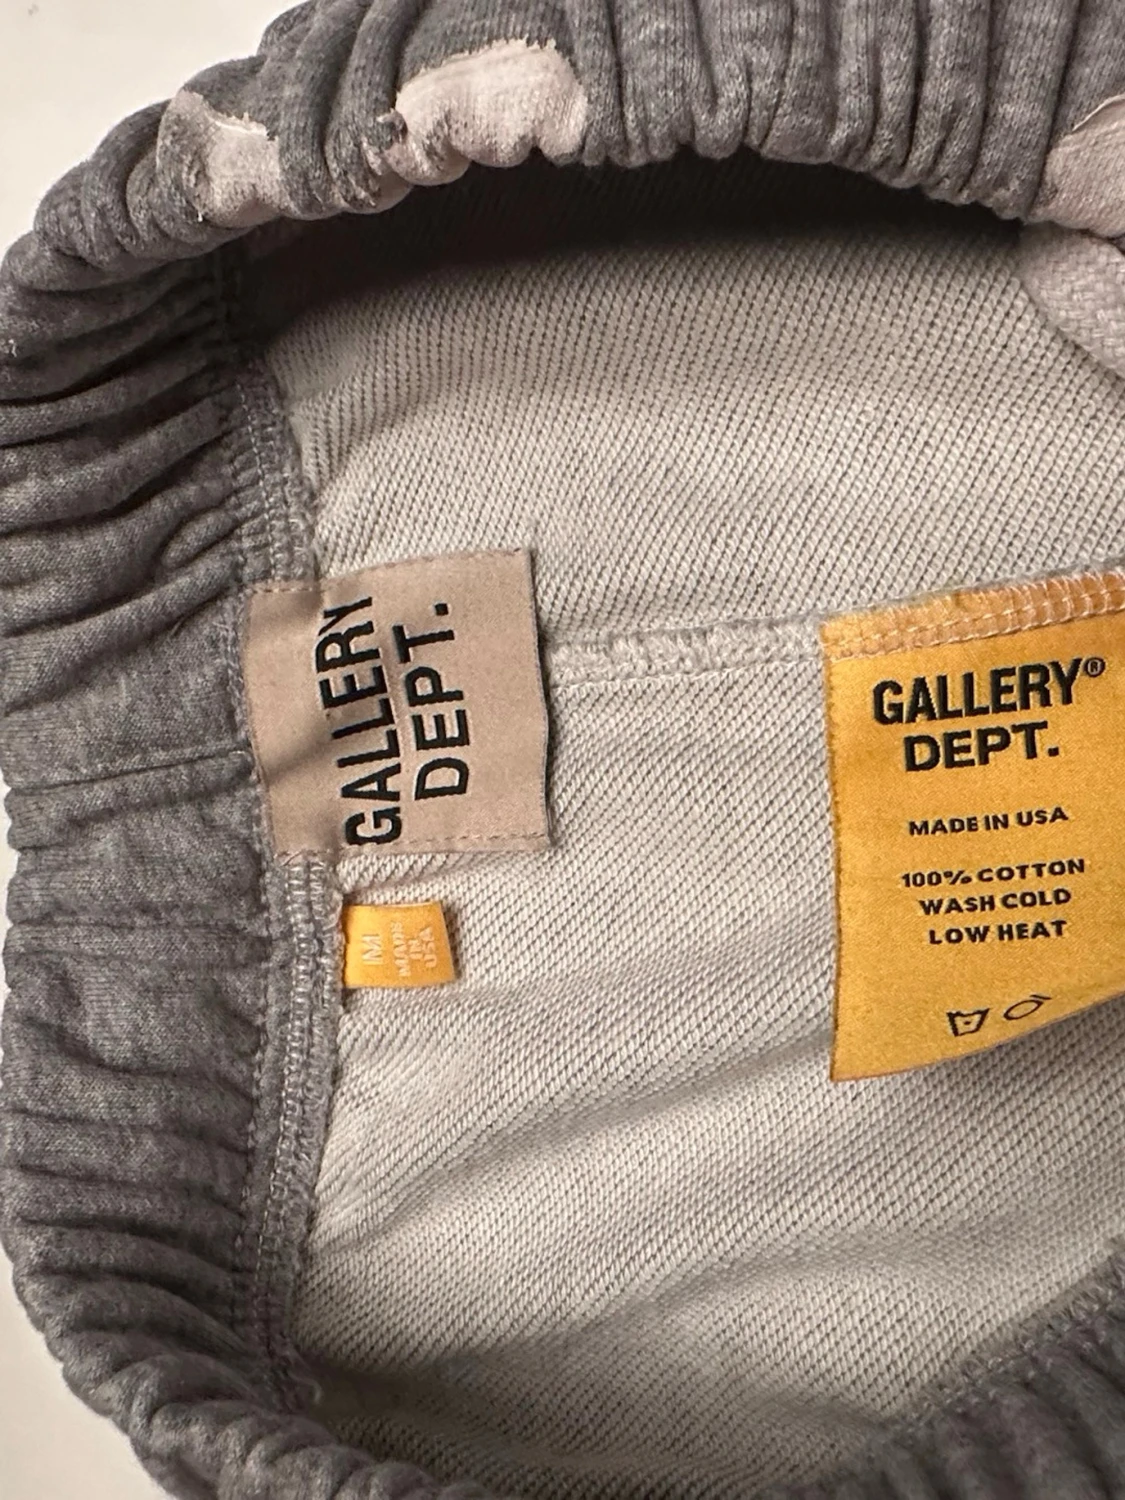 GALLERY
DEPT.
M
MADE
IN
USA
GALLERY®
DEPT.
MADE IN USA
100% COTTON
WASH COLD
LOW HEAT